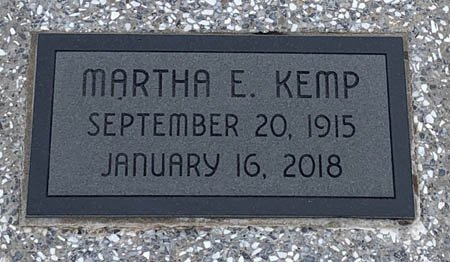 MARTHA E. KEMP
SEPTEMBER 20, 1915
JANUARY 16, 2018